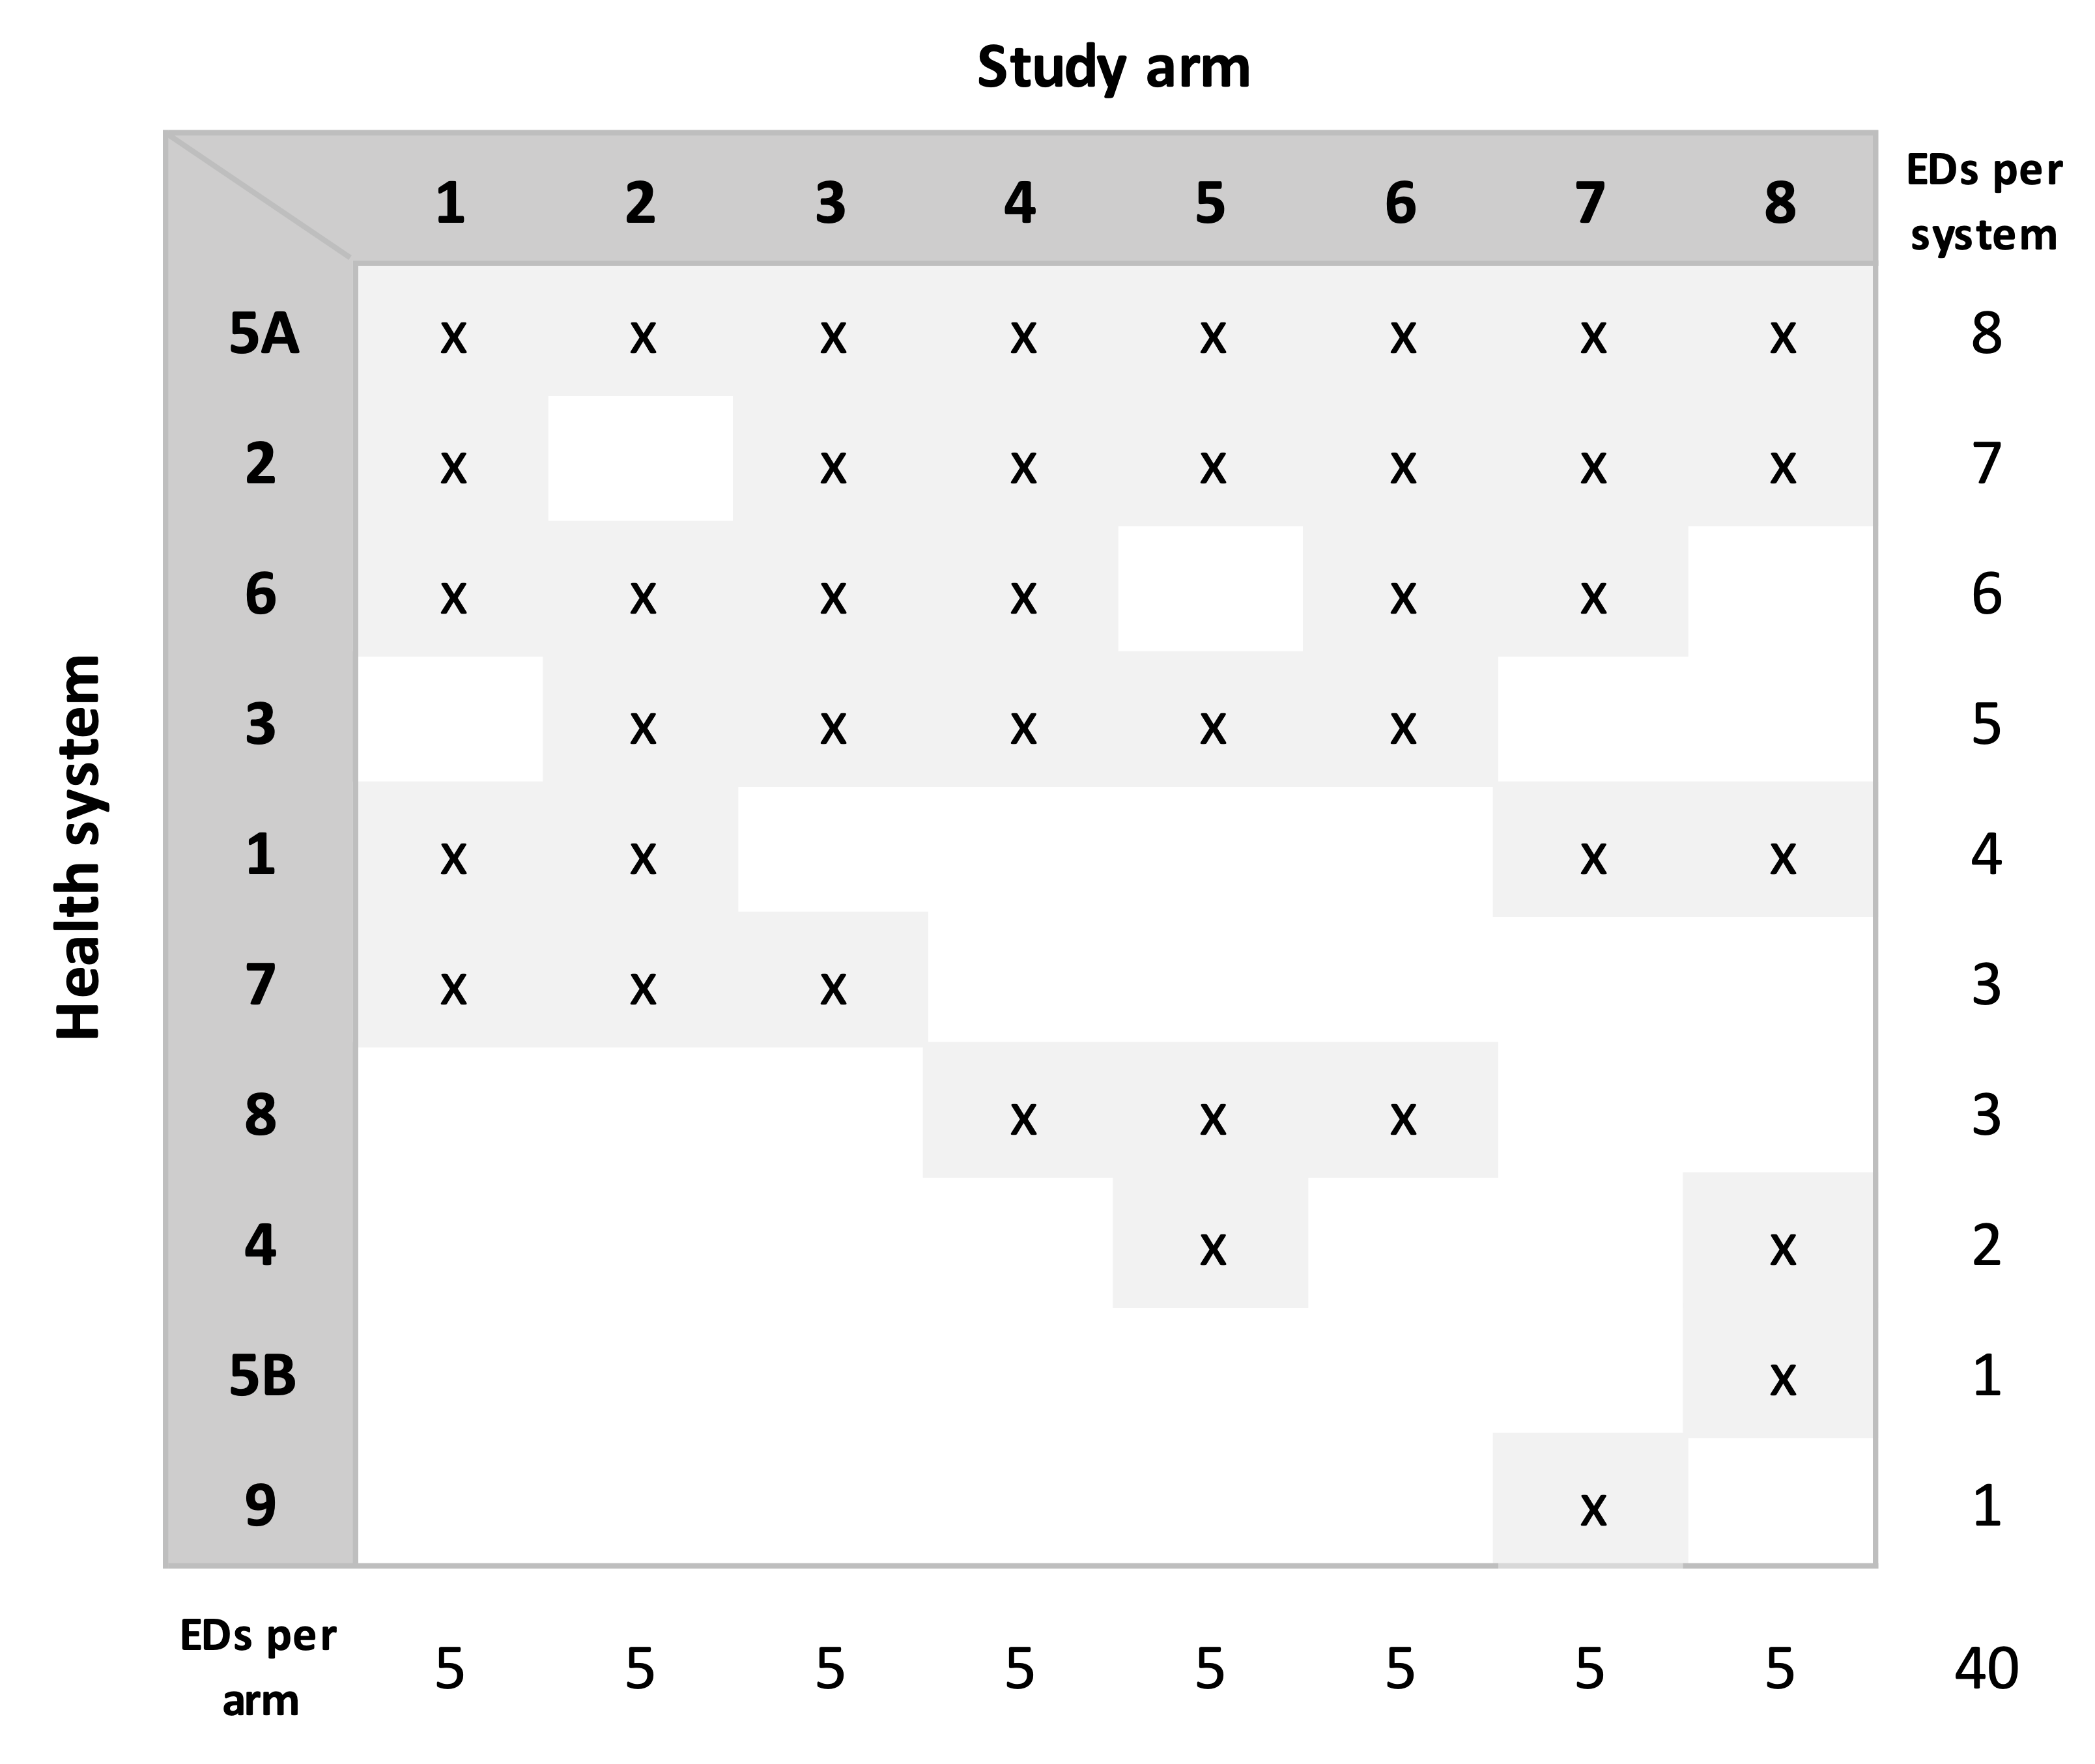 Study arm
1 2 3 4 5 6 7 8 EDs per
system
5A x x x x x x x x 8
2 x x x x x x x 7
6 x x x x x x 6
3 x x x x x 5
1 x x x x 4
7 x x x 3
8 x x x 3
4 x x 2
5B x 1
9 x 1
Health system
EDs per
arm
5 5 5 5 5 5 5 5 40